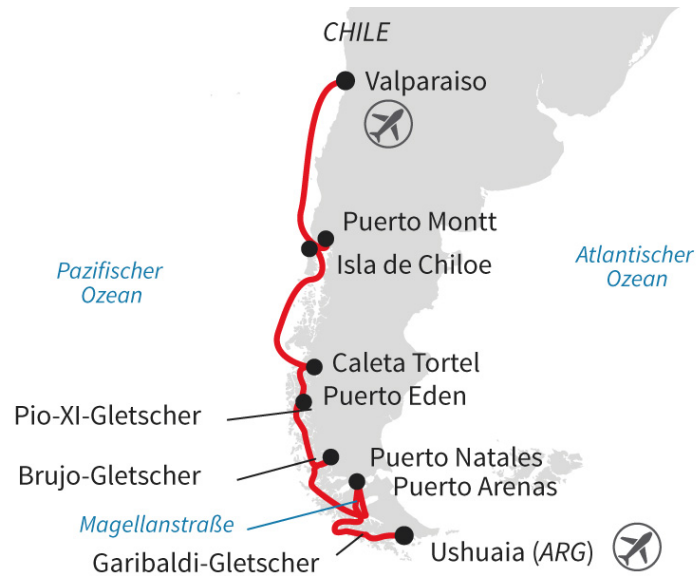 CHILE
Valparaiso
Puerto Montt
Isla de Chiloe
Pazifischer
Ozean
Atlantischer
Ozean
Caleta Tortel
Puerto Eden
Pio-XI-Gletscher
Puerto Natales
Brujo-Gletscher
Puerto Arenas
Magellanstraße
Garibaldi-Gletscher
Ushuaia (ARG)